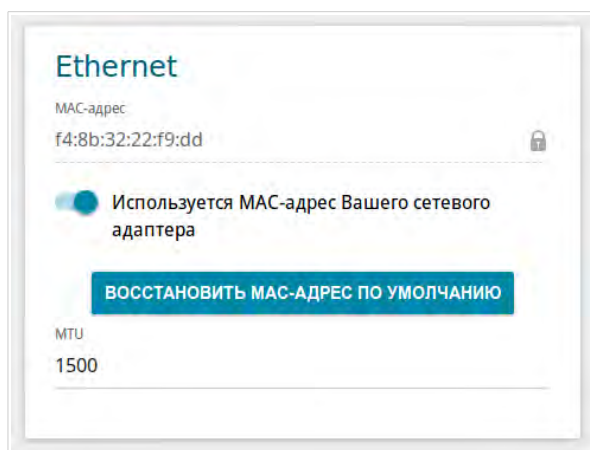 Ethernet
MAC-адрес
f4:8b:32:22:f9:dd
Используется MAC-адрес Вашего сетевого
адаптера
ВОССТАНОВИТЬ MAC-АДРЕС ПО УМОЛЧАНИЮ
MTU
1500